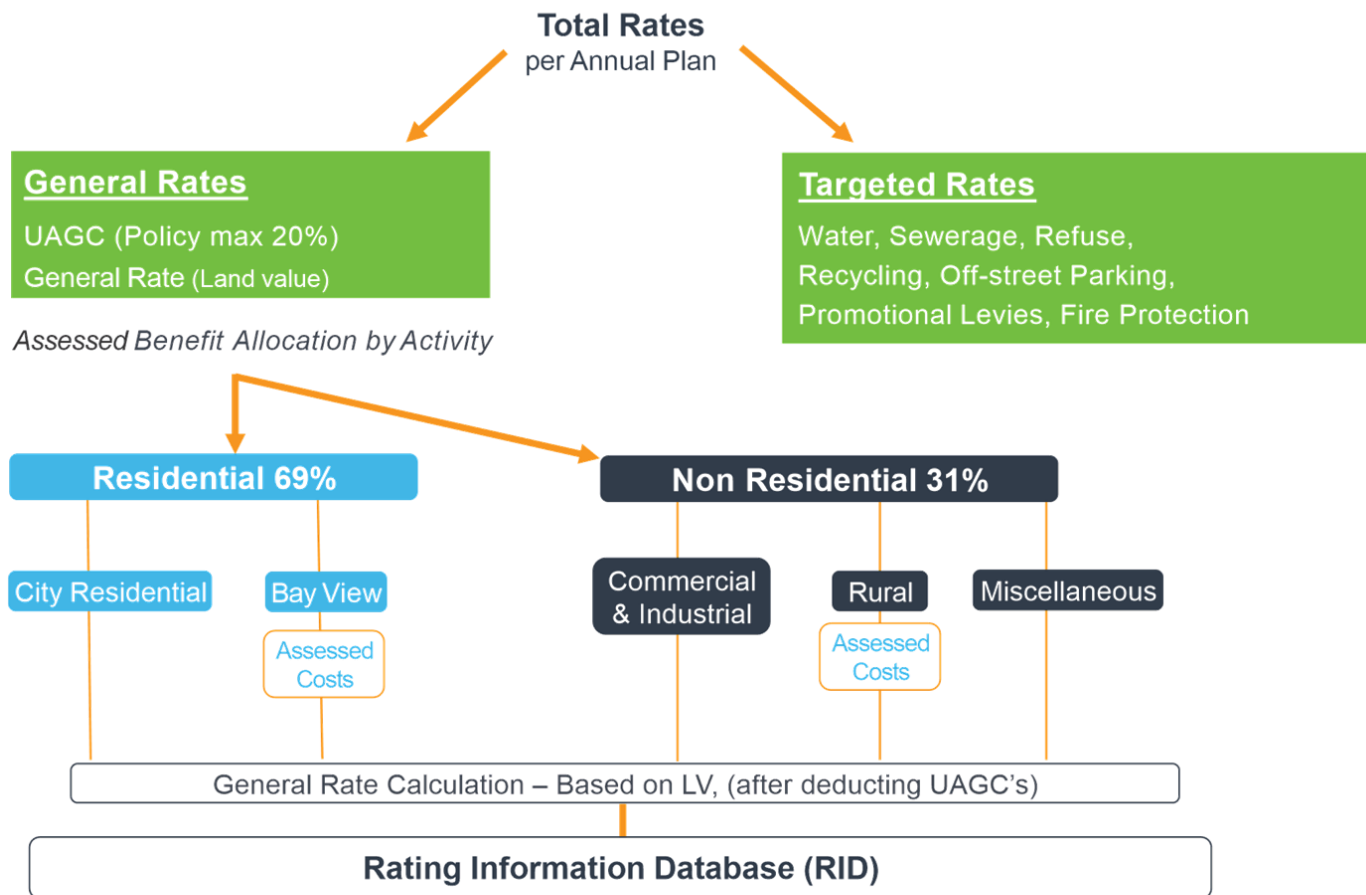 Total Rates
per Annual Plan
General Rates
UAGC (Policy max 20%)
General Rate (Land value)
Targeted Rates
Water, Sewerage, Refuse,
Recycling, Off-street Parking,
Promotional Levies, Fire Protection
Assessed Benefit Allocation by Activity
Residential 69%
Non Residential 31%
City Residential
Bay View
Assessed
Costs
Commercial
& Industrial
Rural
Assessed
Costs
Miscellaneous
General Rate Calculation – Based on LV, (after deducting UAGC’s)
Rating Information Database (RID)